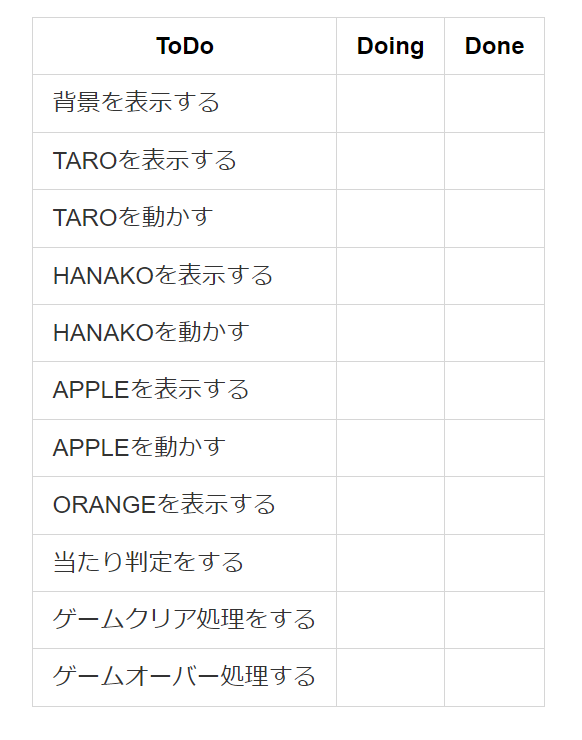 ToDo Doing Done
背景を表示する
TAROを表示する
TAROを動かす
HANAKOを表示する
HANAKOを動かす
APPLEを表示する
APPLEを動かす
ORANGEを表示する
当たり判定をする
ゲームクリア処理をする
ゲームオーバー処理する